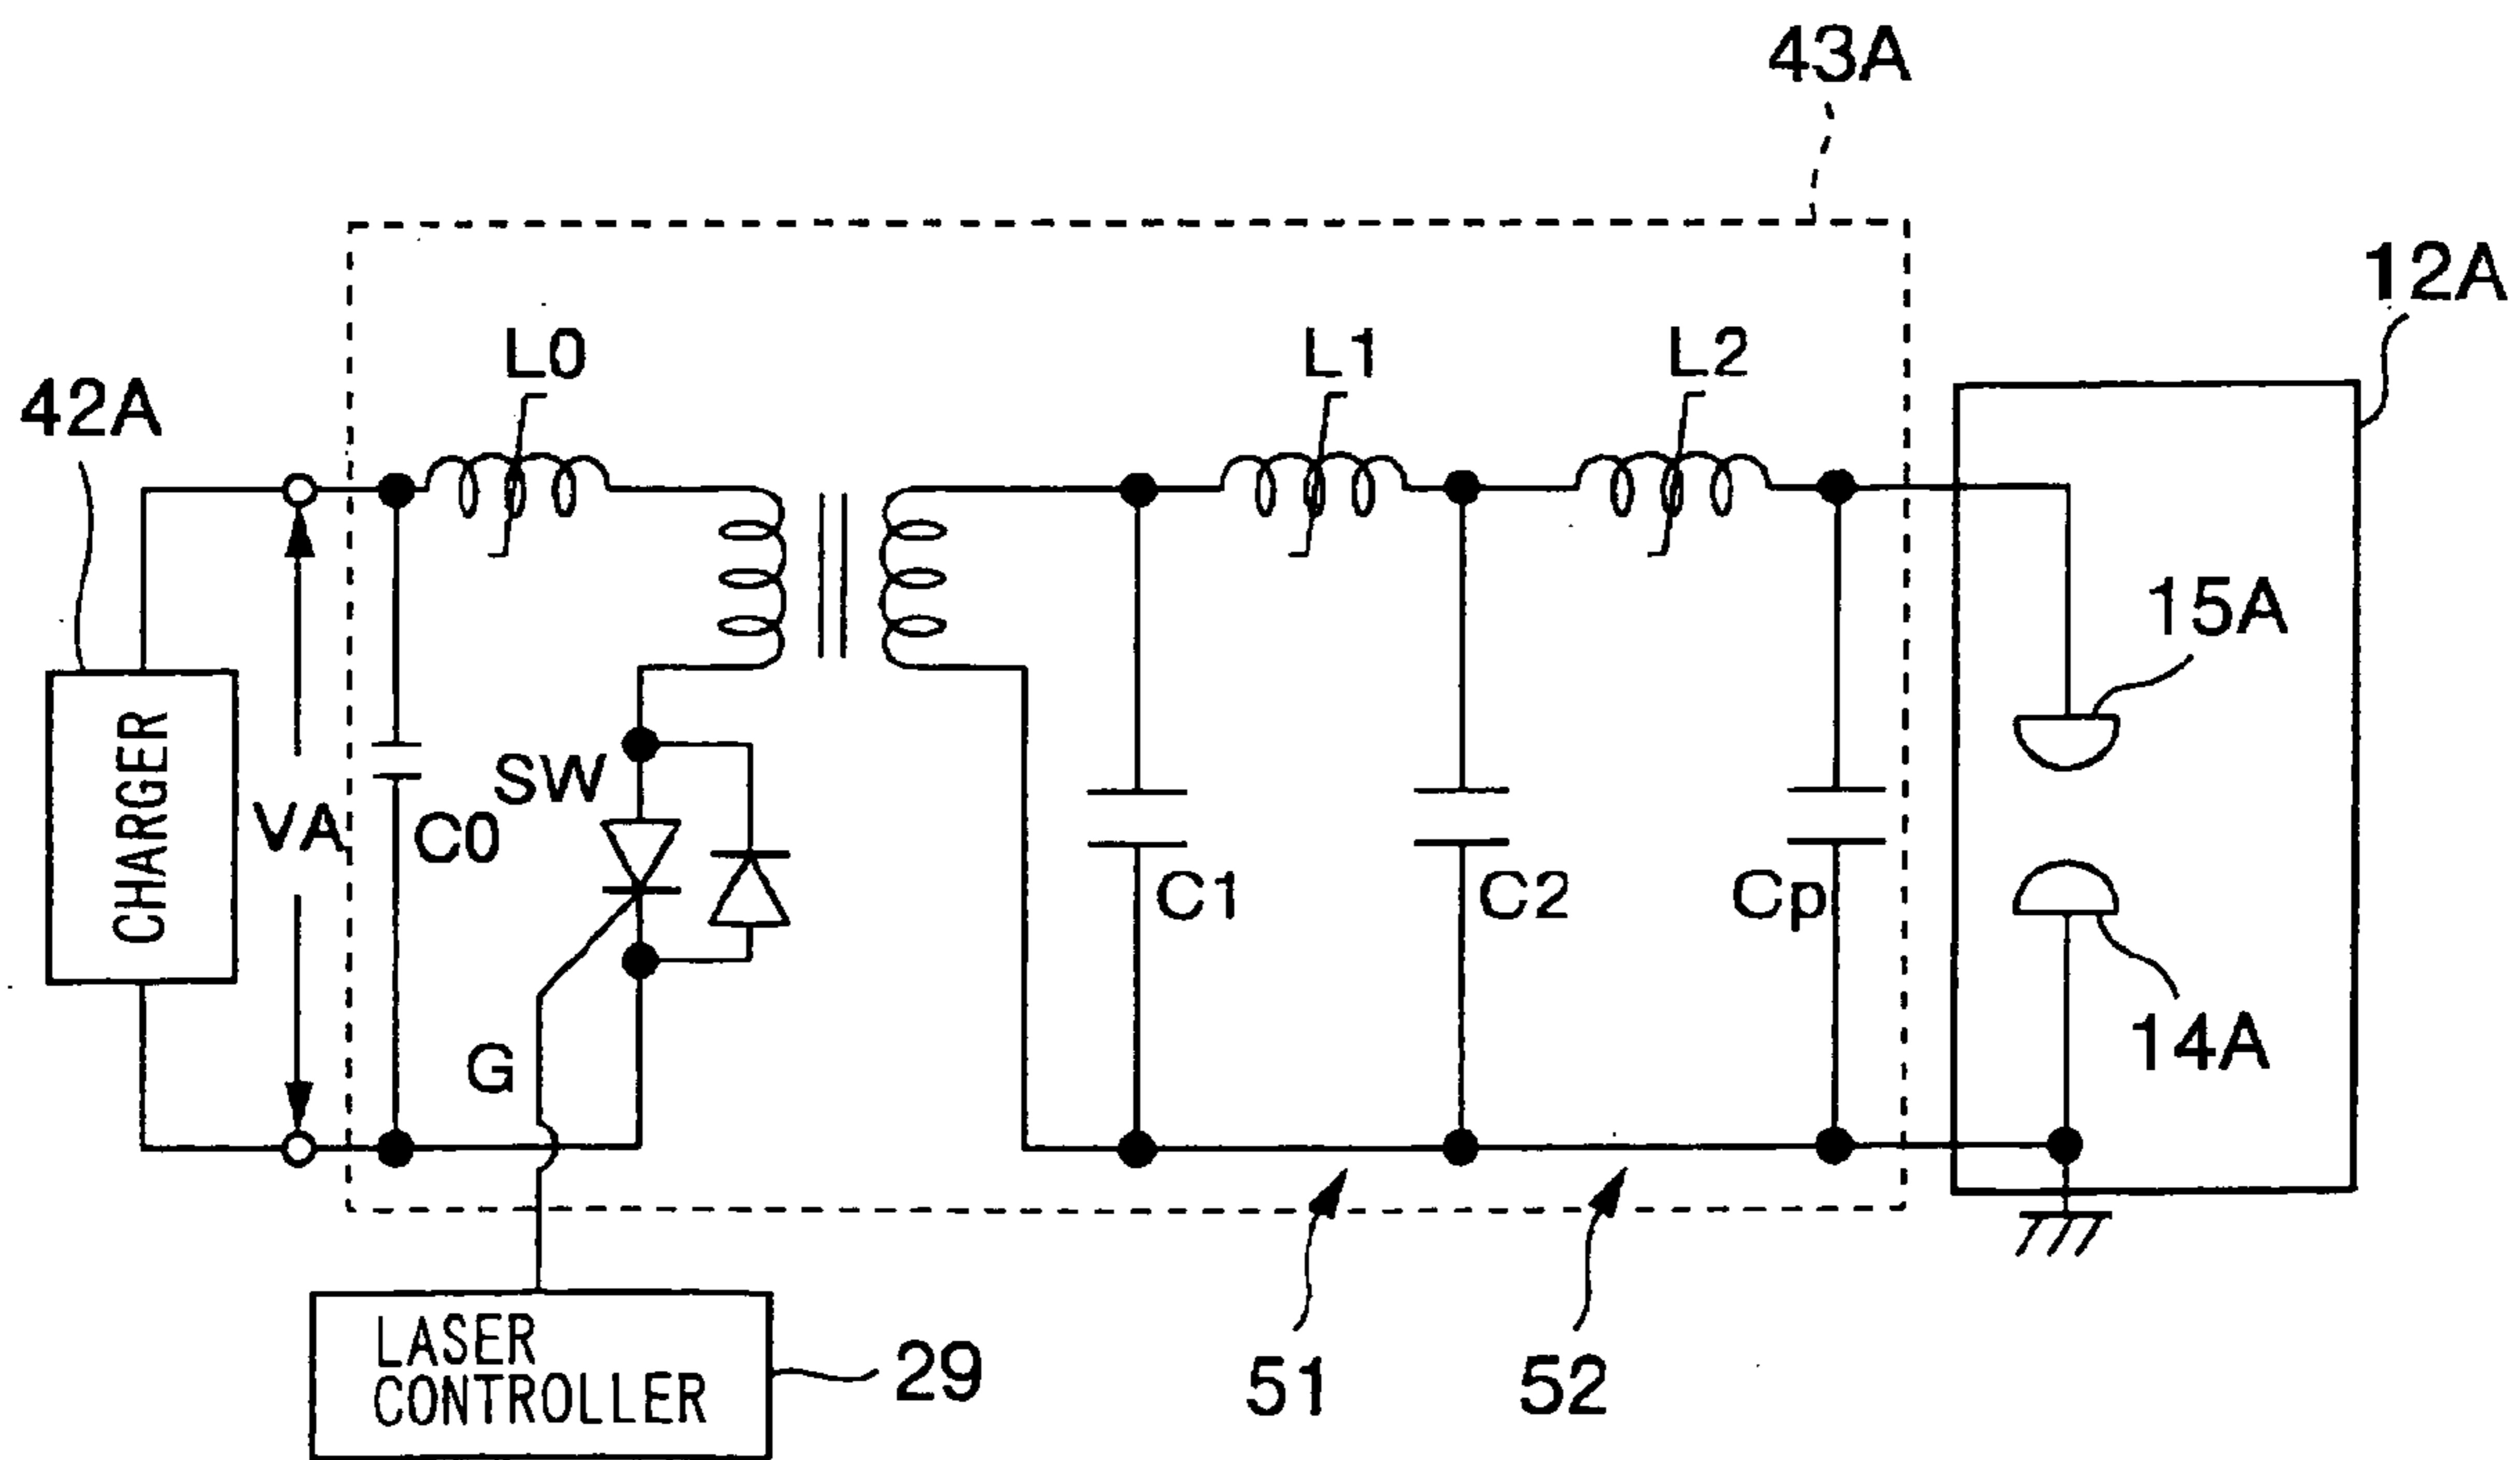 43A
12A
L0
L1
L2
42A
15A
CHARGER
VA
SW
C0
C1
C2
Cp
G
14A
LASER
CONTROLLER
29
51
52